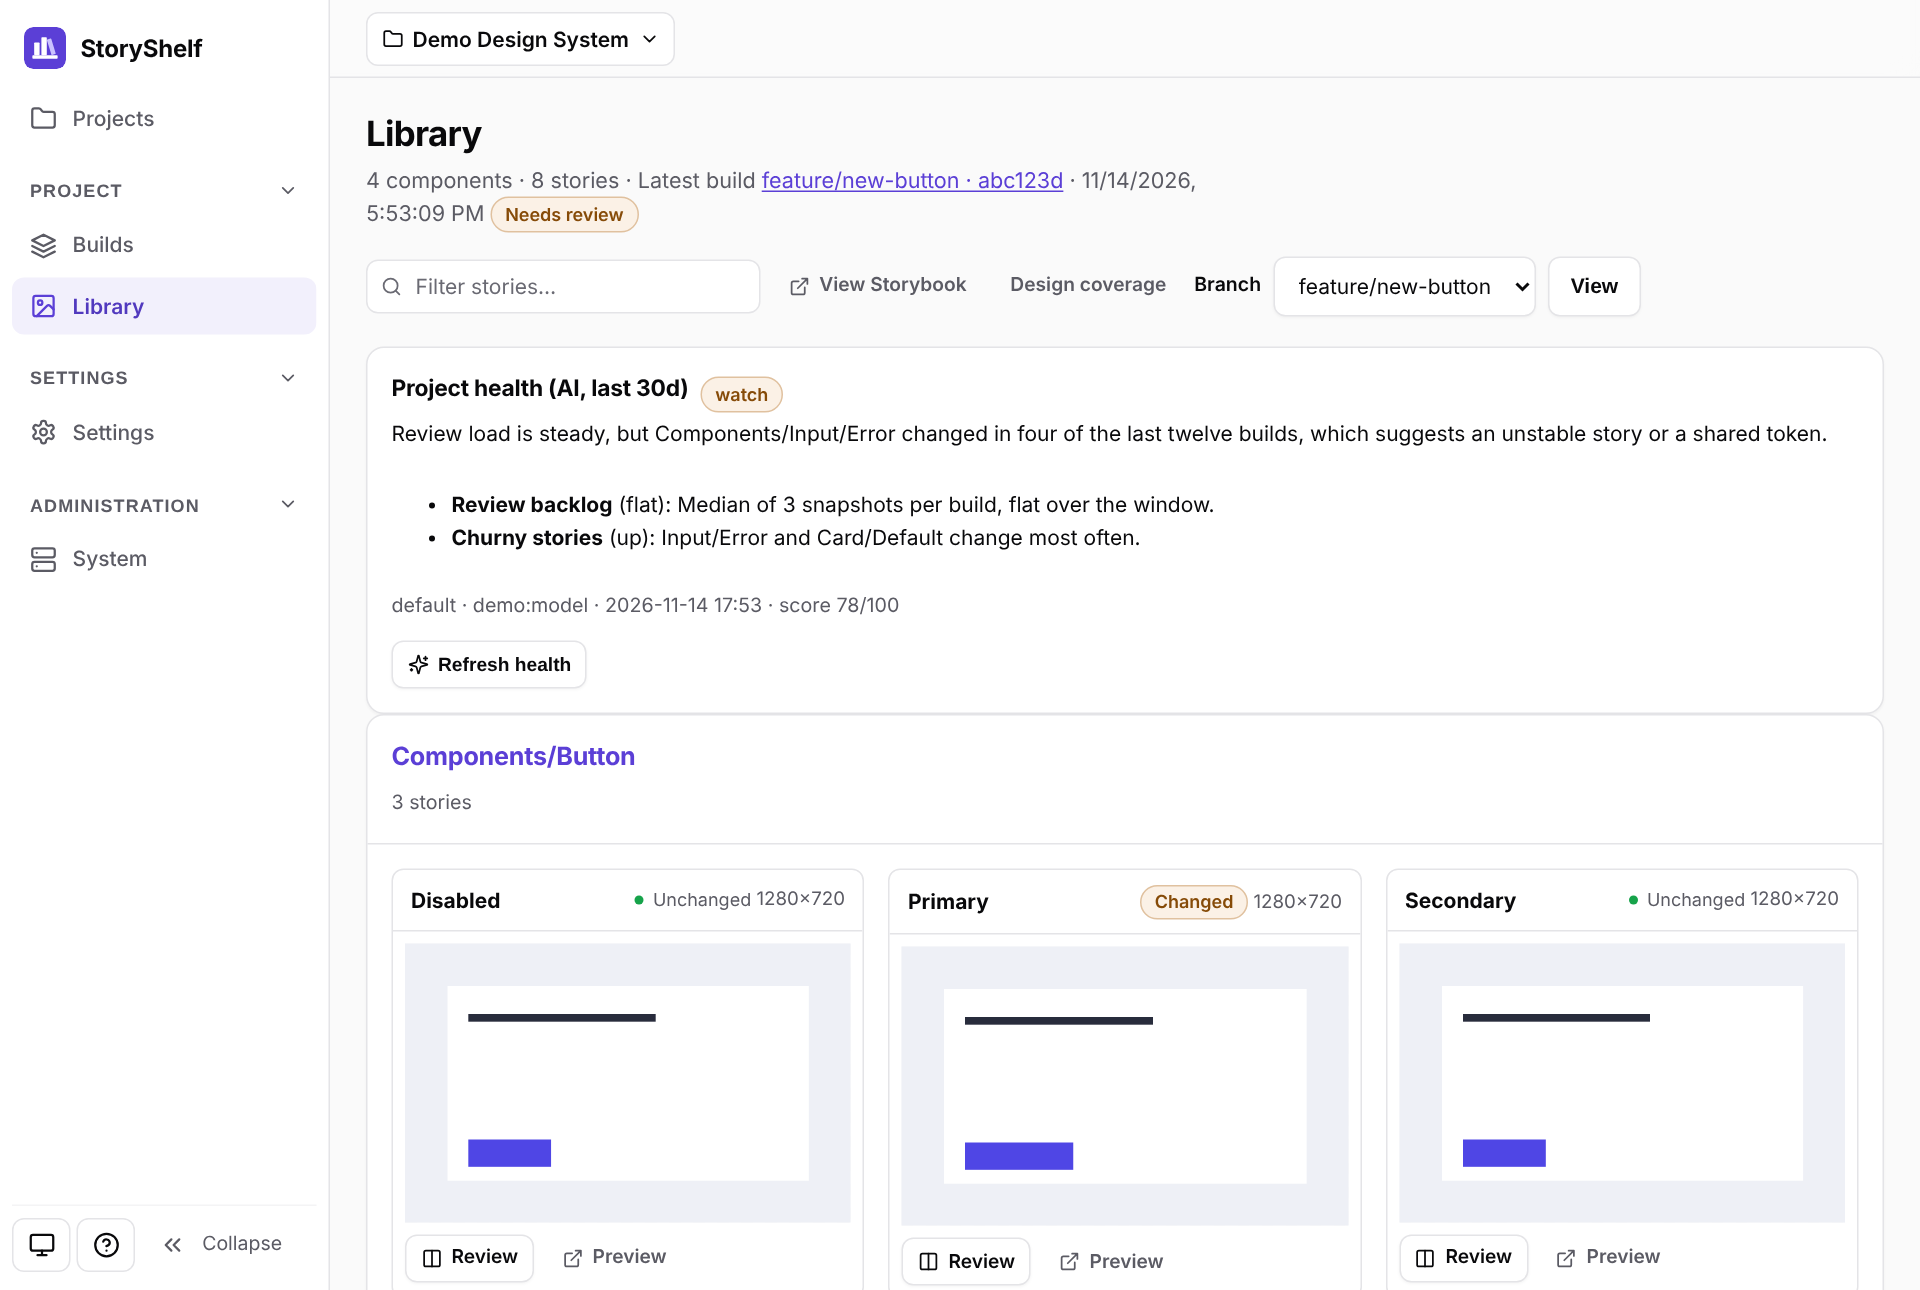 StoryShelf
Projects
PROJECT
Builds
Library
SETTINGS
Settings
ADMINISTRATION
System
Collapse
Demo Design System
Library
4 components · 8 stories · Latest build feature/new-button · abc123d · 11/14/2026,
5:53:09 PM Needs review
Filter stories...
View Storybook
Design coverage
Branch
feature/new-button
View
Project health (AI, last 30d) watch
Review load is steady, but Components/Input/Error changed in four of the last twelve builds, which suggests an unstable story or a shared token.
• Review backlog (flat): Median of 3 snapshots per build, flat over the window.
• Churny stories (up): Input/Error and Card/Default change most often.
default · demo:model · 2026-11-14 17:53 · score 78/100
Refresh health
Components/Button
3 stories
Disabled Unchanged 1280×720
Review Preview
Primary Changed 1280×720
Review Preview
Secondary Unchanged 1280×720
Review Preview